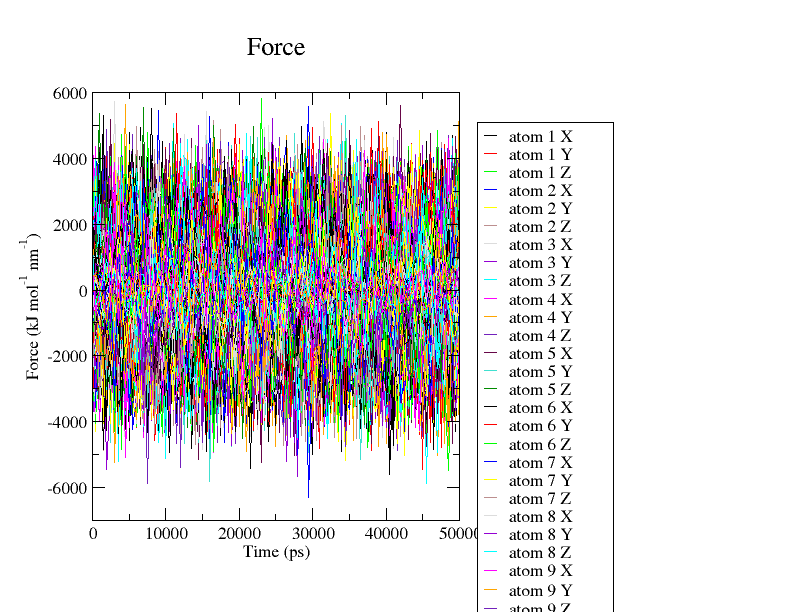 Force
6000
4000
2000
0
-2000
-4000
-6000
Force (kJ mol⁻¹ nm⁻¹)
0
10000
20000
30000
40000
50000
Time (ps)
atom 1 X
atom 1 Y
atom 1 Z
atom 2 X
atom 2 Y
atom 2 Z
atom 3 X
atom 3 Y
atom 3 Z
atom 4 X
atom 4 Y
atom 4 Z
atom 5 X
atom 5 Y
atom 5 Z
atom 6 X
atom 6 Y
atom 6 Z
atom 7 X
atom 7 Y
atom 7 Z
atom 8 X
atom 8 Y
atom 8 Z
atom 9 X
atom 9 Y
atom 9 Z